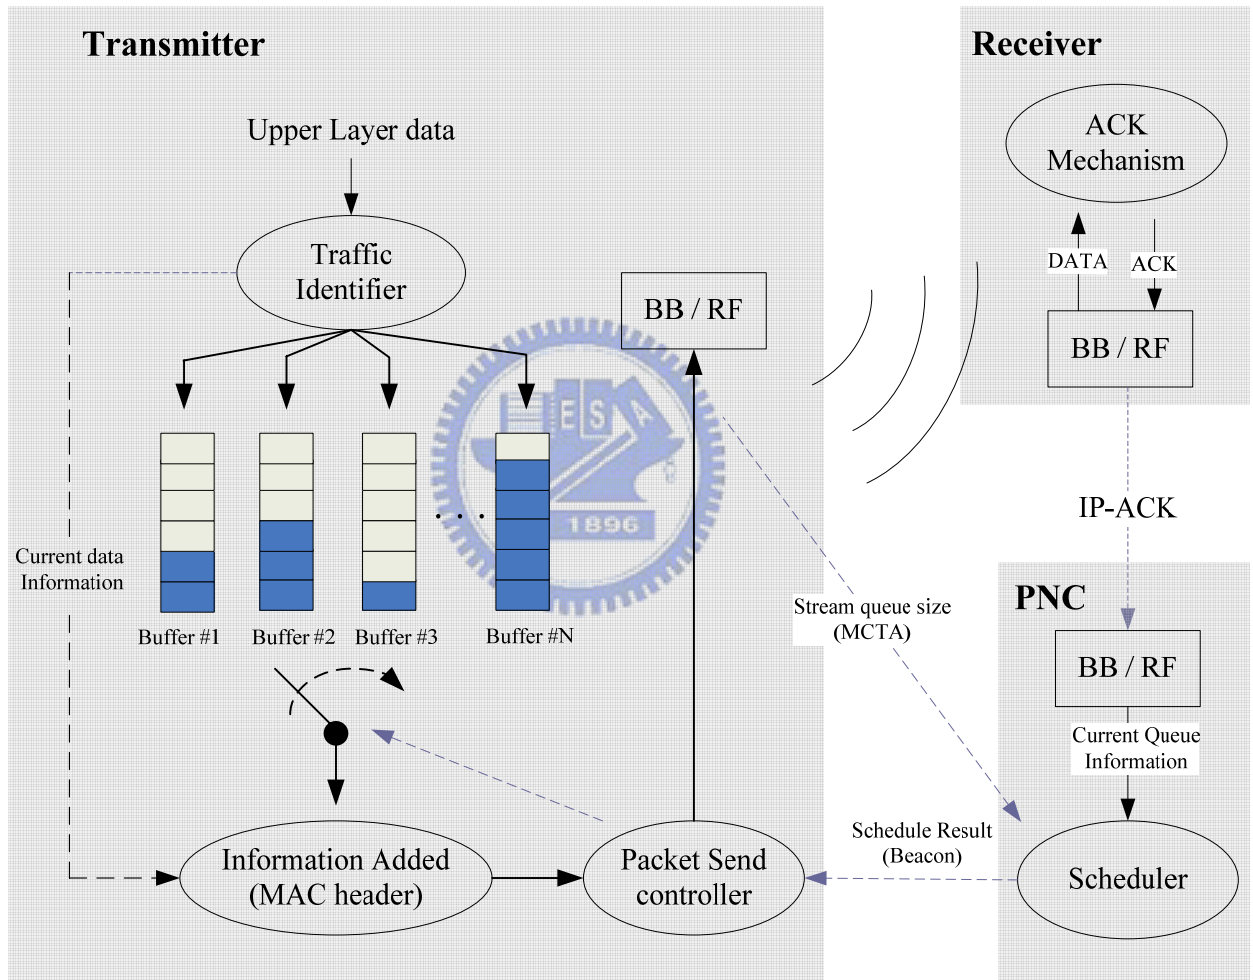 Transmitter
Receiver
Upper Layer data
ACK
Mechanism
Traffic
Identifier
DATA
ACK
BB / RF
BB / RF
E S A
1896
. . .
IP-ACK
Current data
Information
Buffer #1
Buffer #2
Buffer #3
Buffer #N
Stream queue size
(MCTA)
PNC
BB / RF
Current Queue
Information
Schedule Result
(Beacon)
Information Added
(MAC header)
Packet Send
controller
Scheduler